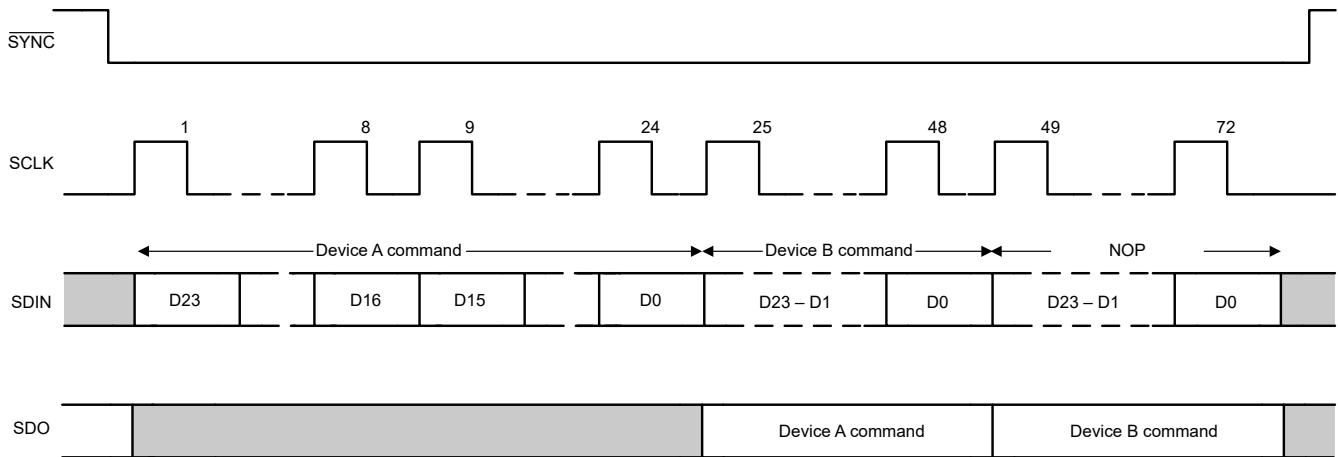 SYNC
1 8 9 24 25 48 49 72
SCLK
Device A command Device B command NOP
SDIN D23 D16 D15 D0 D23 – D1 D0 D23 – D1 D0
SDO Device A command Device B command